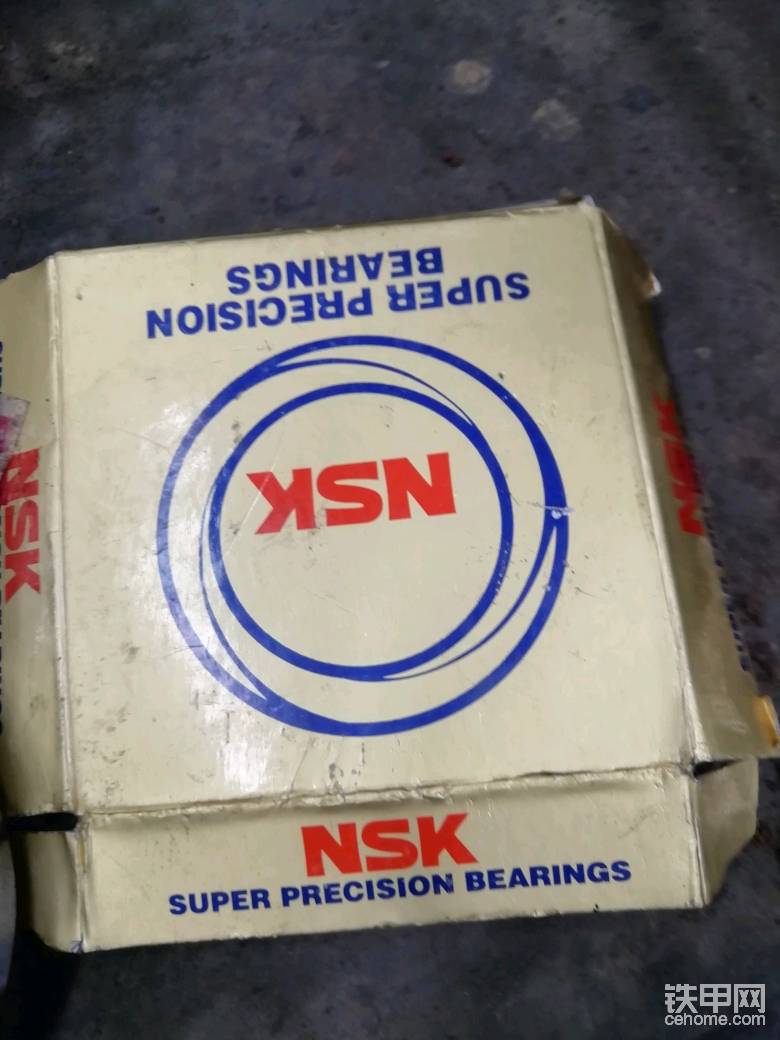 SUPER PRECISION
BEARINGS
NSK
NSK
NSK
NSK
SUPER PRECISION BEARINGS
铁甲网
cehome.com